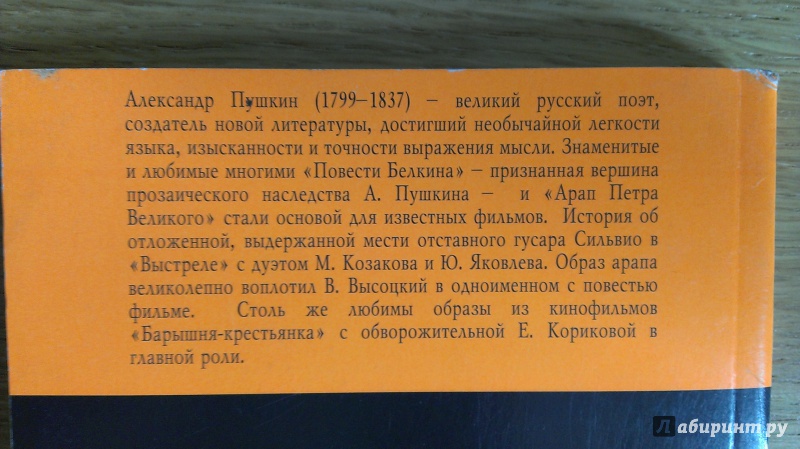 Александр Пушкин (1799–1837) – великий русский поэт,
создатель новой литературы, достигший необычайной легкости
языка, изысканности и точности выражения мысли. Знаменитые
и любимые многими «Повести Белкина» – признанная вершина
прозаического наследства А. Пушкина – и «Арап Петра
Великого» стали основой для известных фильмов. История об
отложенной, выдержанной мести отставного гусара Сильвио в
«Выстреле» с дуэтом М. Козакова и Ю. Яковлева. Образ арапа
великолепно воплотил В. Высоцкий в одноименном с повестью
фильме. Столь же любимы образы из кинофильмов
«Барышня-крестьянка» с обворожительной Е. Кориковой в
главной роли.
Лабиринт.ру